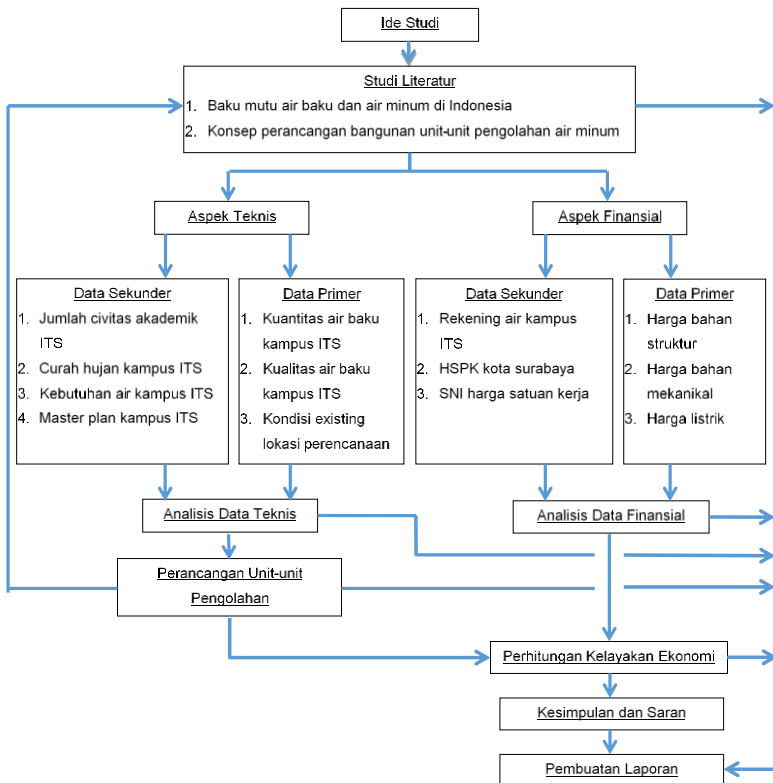 Ide Studi
Studi Literatur
1. Baku mutu air baku dan air minum di Indonesia
2. Konsep perancangan bangunan unit-unit pengolahan air minum
Aspek Teknis
Aspek Finansial
Data Sekunder
1. Jumlah civitas akademik
ITS
2. Curah hujan kampus ITS
3. Kebutuhan air kampus ITS
4. Master plan kampus ITS
Data Primer
1. Kuantitas air baku
kampus ITS
2. Kualitas air baku
kampus ITS
3. Kondisi existing
lokasi perencanaan
Data Sekunder
1. Rekening air kampus
ITS
2. HSPK kota surabaya
3. SNI harga satuan kerja
Data Primer
1. Harga bahan
struktur
2. Harga bahan
mekanikal
3. Harga listrik
Analisis Data Teknis
Analisis Data Finansial
Perancangan Unit-unit
Pengolahan
Perhitungan Kelayakan Ekonomi
Kesimpulan dan Saran
Pembuatan Laporan